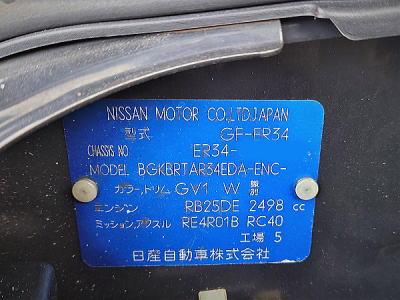 NISSAN MOTOR CO.,LTD.JAPAN
型式 GF-ER34
CHASSIS NO ER34-
MODEL BGKBRTAR34EDA-ENC-
カラー,トリム GV1 W 識別
エンジン RB25DE 2498 cc
ミッション,アクスル RE4R01B RC40
工場 5
日産自動車株式会社